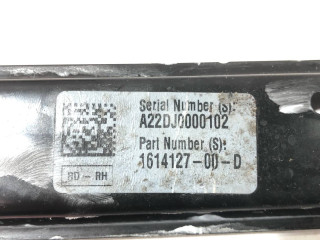 Serial Number (S):
A22DJ0000102
Part Number (S):
1614127-00-D
RD - RH